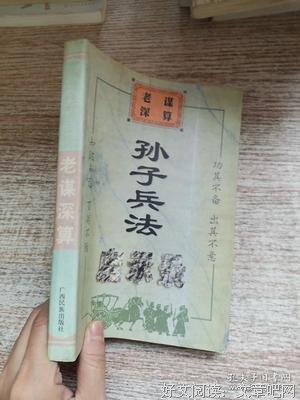 老谋
深算
孙子兵法
攻其不备 出其不意
老谋深算
广西民族出版社
好文阅读:文章吧网